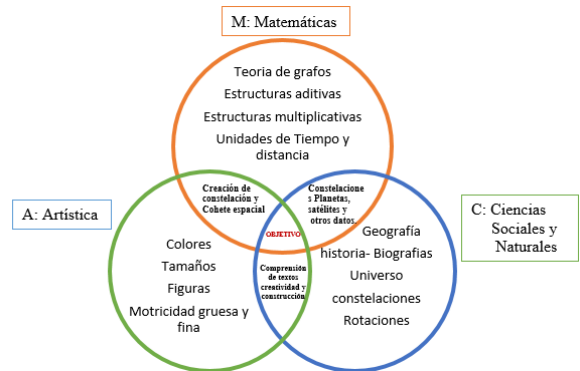 M: Matemáticas
Teoria de grafos
Estructuras aditivas
Estructuras multiplicativas
Unidades de Tiempo y
distancia
Creación de
constelación y
Cohete espacial
Constelacione
s Planetas,
satélites y
otros datos.
A: Artística
C: Ciencias
Sociales y
Naturales
OBJETIVO
Colores
Tamaños
Figuras
Motricidad gruesa y
fina
Comprensión
de textos
creatividad y
construcción
Geografía
historia- Biografias
Universo
constelaciones
Rotaciones